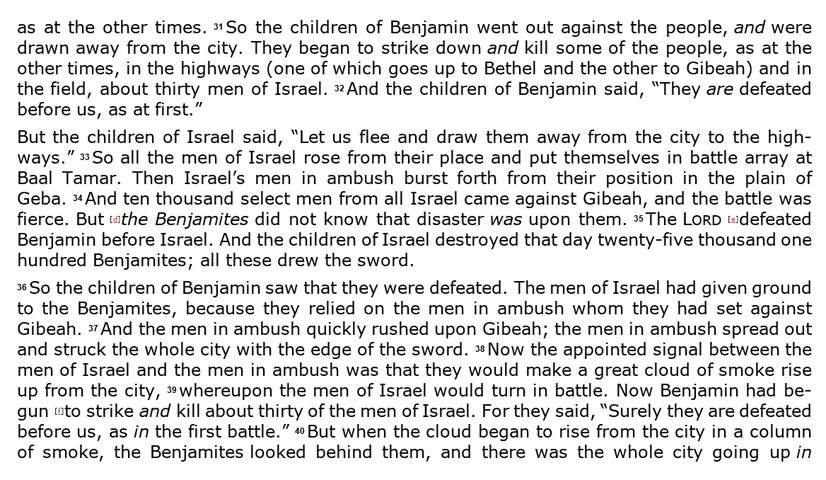 as at the other times. 31 So the children of Benjamin went out against the people, and were
drawn away from the city. They began to strike down and kill some of the people, as at the
other times, in the highways (one of which goes up to Bethel and the other to Gibeah) and in
the field, about thirty men of Israel. 32 And the children of Benjamin said, “They are defeated
before us, as at first.”
But the children of Israel said, “Let us flee and draw them away from the city to the high-
ways.” 33 So all the men of Israel rose from their place and put themselves in battle array at
Baal Tamar. Then Israel’s men in ambush burst forth from their position in the plain of
Geba. 34 And ten thousand select men from all Israel came against Gibeah, and the battle was
fierce. But [d]the Benjamites did not know that disaster was upon them. 35 The LORD [e]defeated
Benjamin before Israel. And the children of Israel destroyed that day twenty-five thousand one
hundred Benjamites; all these drew the sword.
36 So the children of Benjamin saw that they were defeated. The men of Israel had given ground
to the Benjamites, because they relied on the men in ambush whom they had set against
Gibeah. 37 And the men in ambush quickly rushed upon Gibeah; the men in ambush spread out
and struck the whole city with the edge of the sword. 38 Now the appointed signal between the
men of Israel and the men in ambush was that they would make a great cloud of smoke rise
up from the city, 39 whereupon the men of Israel would turn in battle. Now Benjamin had be-
gun [f]to strike and kill about thirty of the men of Israel. For they said, “Surely they are defeated
before us, as in the first battle.” 40 But when the cloud began to rise from the city in a column
of smoke, the Benjamites looked behind them, and there was the whole city going up in